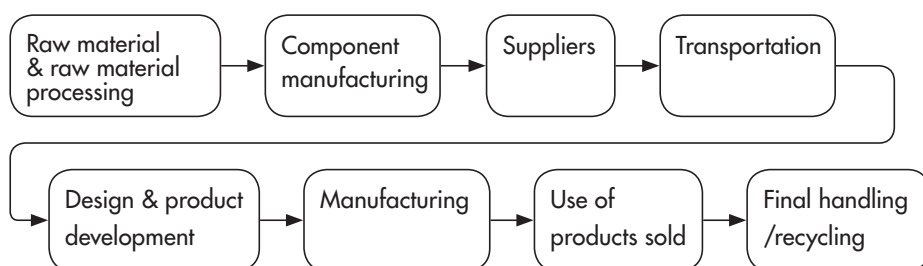 Raw material
& raw material
processing
Component
manufacturing
Suppliers
Transportation
Design & product
development
Manufacturing
Use of
products sold
Final handling
/recycling